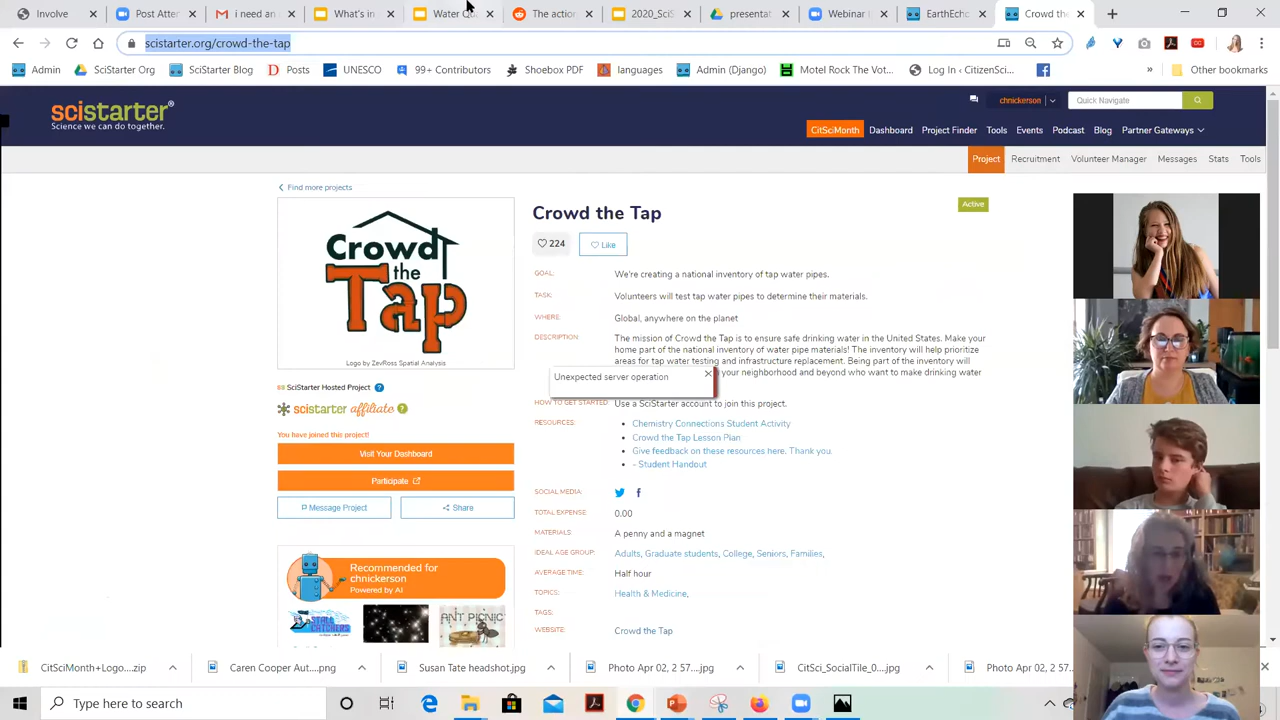 What's
Water Q
2020_SciE
presentat
Webinar
EthCom
scistarter.org/crowd-the-tap
Admin
SciStarter Org
SciStarter Blog
Posts
UNESCO
99+ Contributors
Shoebox PDF
languages
Admin (Django)
Motel Rock The Vot...
Log In ‹ CitizenSci...
»
Other bookmarks
scistarter®
Science we can do together.
chnickerson
Quick Navigate
CitSciMonth
Dashboard
Project Finder
Tools
Events
Podcast
Blog
Partner Gateways
Project
Recruitment
Volunteer Manager
Messages
Stats
Tools
Find more projects
Crowd
the
Tap
Logo by ZevRoss Spatial Analysis
SciStarter Hosted Project ?
scistarter affiliate ?
You have joined this project!
Visit Your Dashboard
Participate
Message Project
Share
Recommended for
chnickerson
Powered by AI
STALL
CATCHERS
ANT PICNIC
Crowd the Tap
Active
224
Like
GOAL:
We're creating a national inventory of tap water pipes.
TASK:
Volunteers will test tap water pipes to determine their materials.
WHERE:
Global, anywhere on the planet
DESCRIPTION:
The mission of Crowd the Tap is to ensure safe drinking water in the United States. Make your
home part of the national inventory of water pipe materials! The inventory will help prioritize
areas for tap water testing and infrastructure replacement. Being part of the inventory will
your neighborhood and beyond who want to make drinking water
Unexpected server operation
HOW TO GET STARTED:
Use a SciStarter account to join this project.
RESOURCES:
• Chemistry Connections Student Activity
• Crowd the Tap Lesson Plan
• Give feedback on these resources here. Thank you.
• - Student Handout
SOCIAL MEDIA:
TOTAL EXPENSE:
0.00
MATERIALS:
A penny and a magnet
IDEAL AGE GROUP:
Adults, Graduate students, College, Seniors, Families,
AVERAGE TIME:
Half hour
TOPICS:
Health & Medicine,
TAGS:
WEBSITE:
Crowd the Tap
CitSciMonth+Logo....zip
Caren Cooper Aut....png
Susan Tate headshot.jpg
Photo Apr 02, 2 57....jpg
CitSci_SocialTile_0....jpg
Photo Apr 02, 2 57
Type here to search